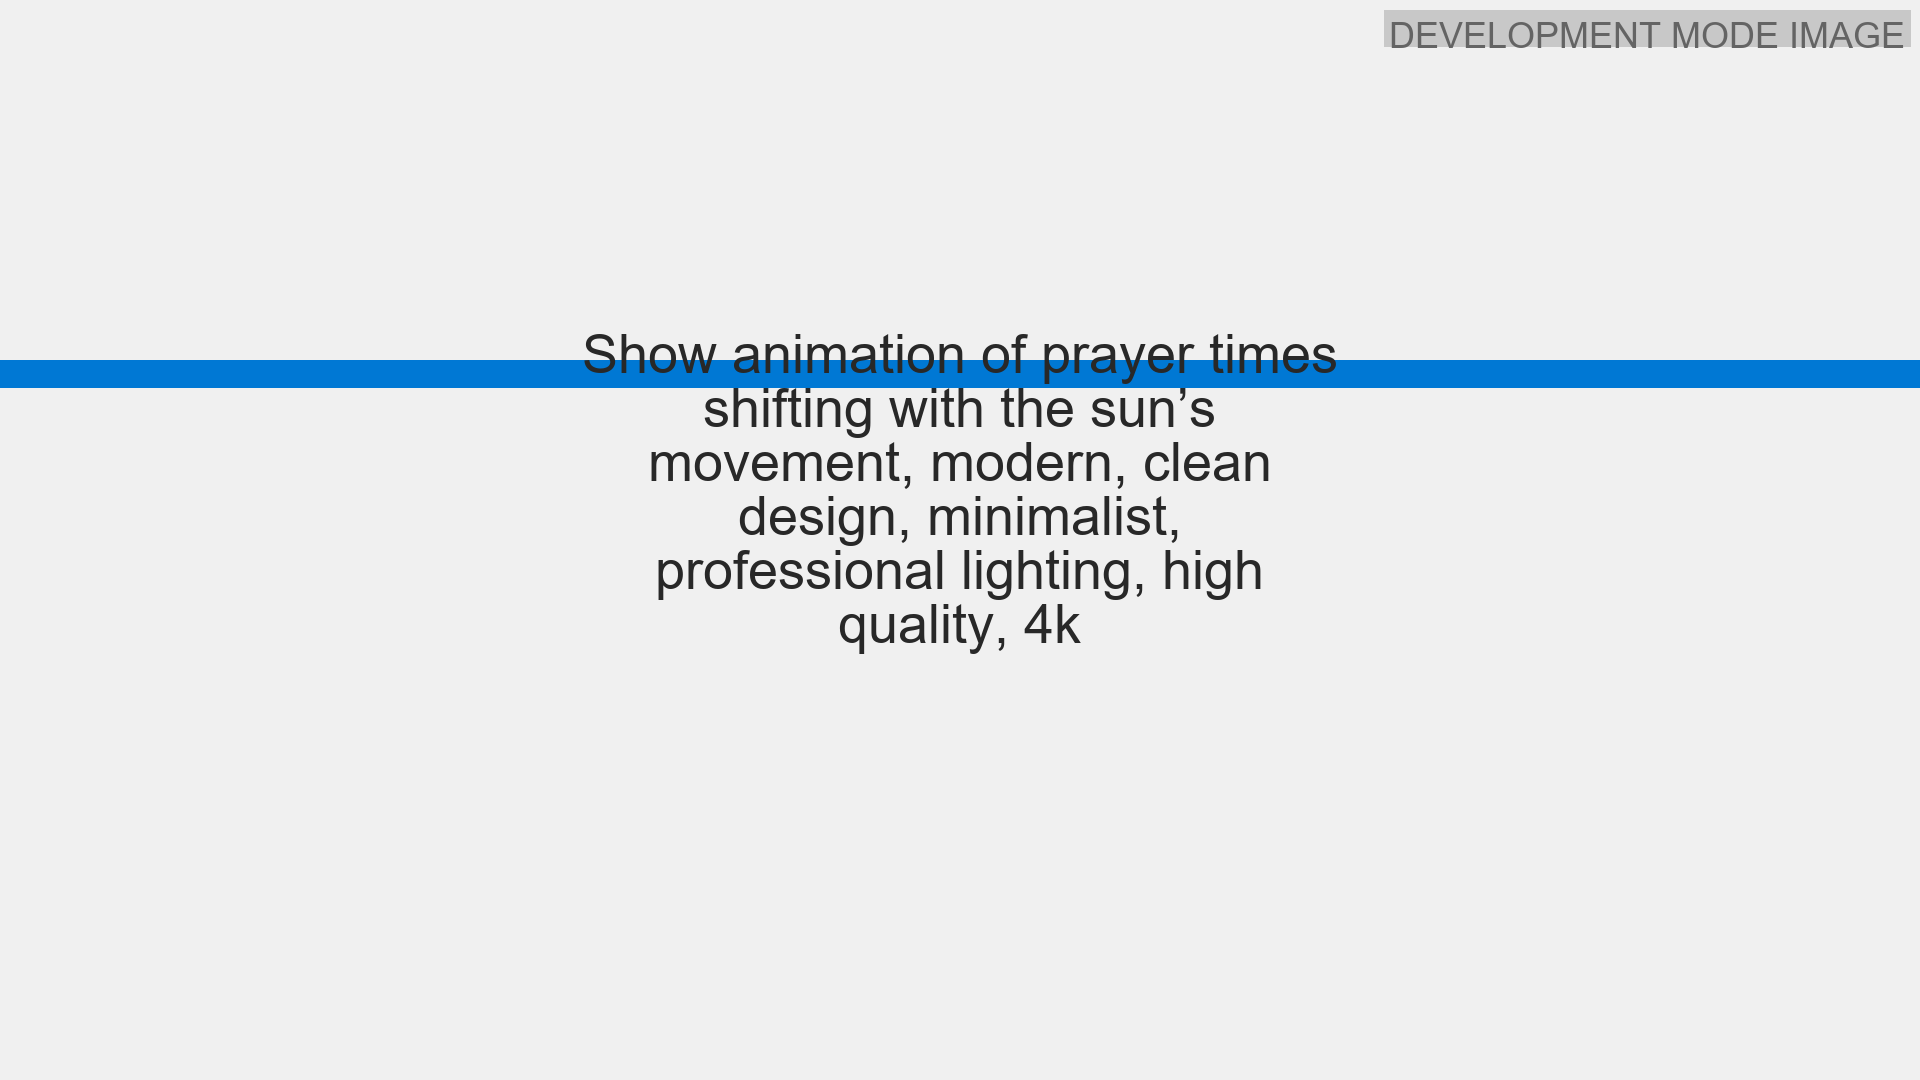 DEVELOPMENT MODE IMAGE
Show animation of prayer times
shifting with the sun’s
movement, modern, clean
design, minimalist,
professional lighting, high
quality, 4k